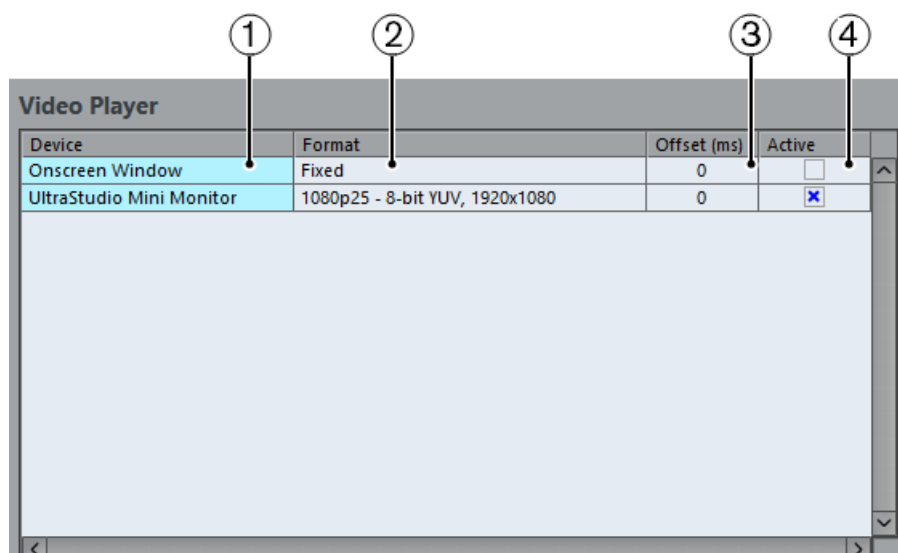 1 2 3 4
Video Player
Device Format Offset (ms) Active
Onscreen Window Fixed 0
UltraStudio Mini Monitor 1080p25 - 8-bit YUV, 1920x1080 0